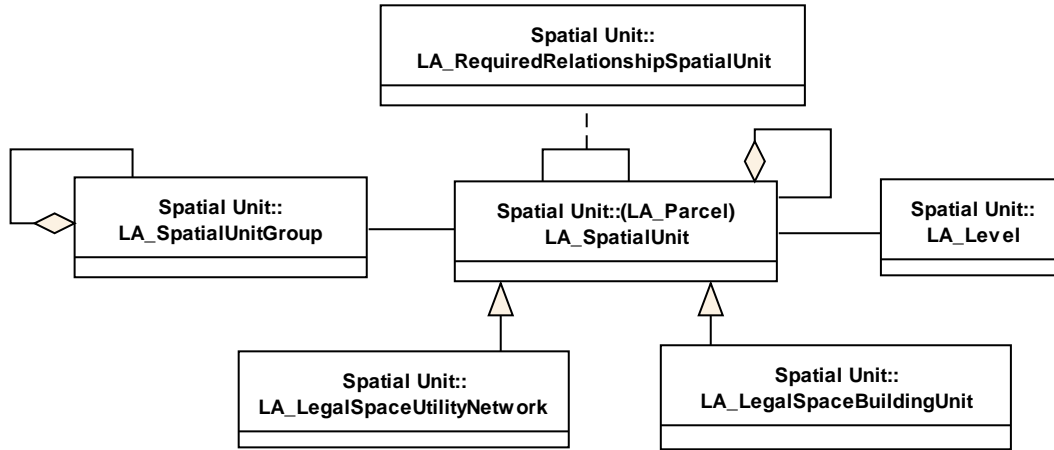 Spatial Unit::
LA_RequiredRelationshipSpatialUnit
Spatial Unit::
LA_SpatialUnitGroup
Spatial Unit::(LA_Parcel)
LA_SpatialUnit
Spatial Unit::
LA_Level
Spatial Unit::
LA_LegalSpaceUtilityNetwork
Spatial Unit::
LA_LegalSpaceBuildingUnit